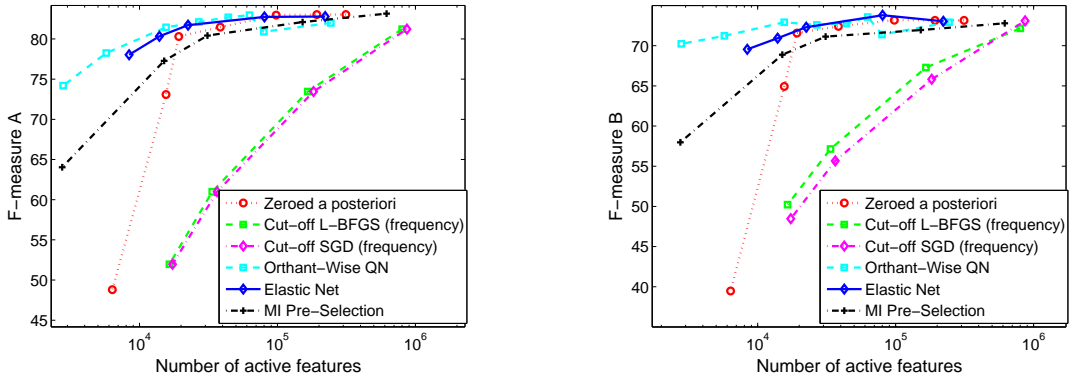 80
75
70
65
60
55
50
45
F−measure A
10^4
10^5
10^6
Number of active features
Zeroed a posteriori
Cut−off L−BFGS (frequency)
Cut−off SGD (frequency)
Orthant−Wise QN
Elastic Net
MI Pre−Selection
70
65
60
55
50
45
40
F−measure B
10^4
10^5
10^6
Number of active features
Zeroed a posteriori
Cut−off L−BFGS (frequency)
Cut−off SGD (frequency)
Orthant−Wise QN
Elastic Net
MI Pre−Selection